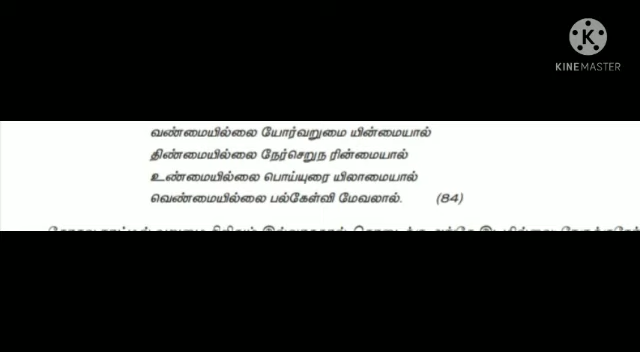 K
KINEMASTER
வண்மையில்லை யோர்வறுமை யின்மையால்
திண்மையில்லை நேர்செறுந ரின்மையால்
உண்மையில்லை பொய்யுரை யிலாமையால்
வெண்மையில்லை பல்கேள்வி மேவலால். (84)